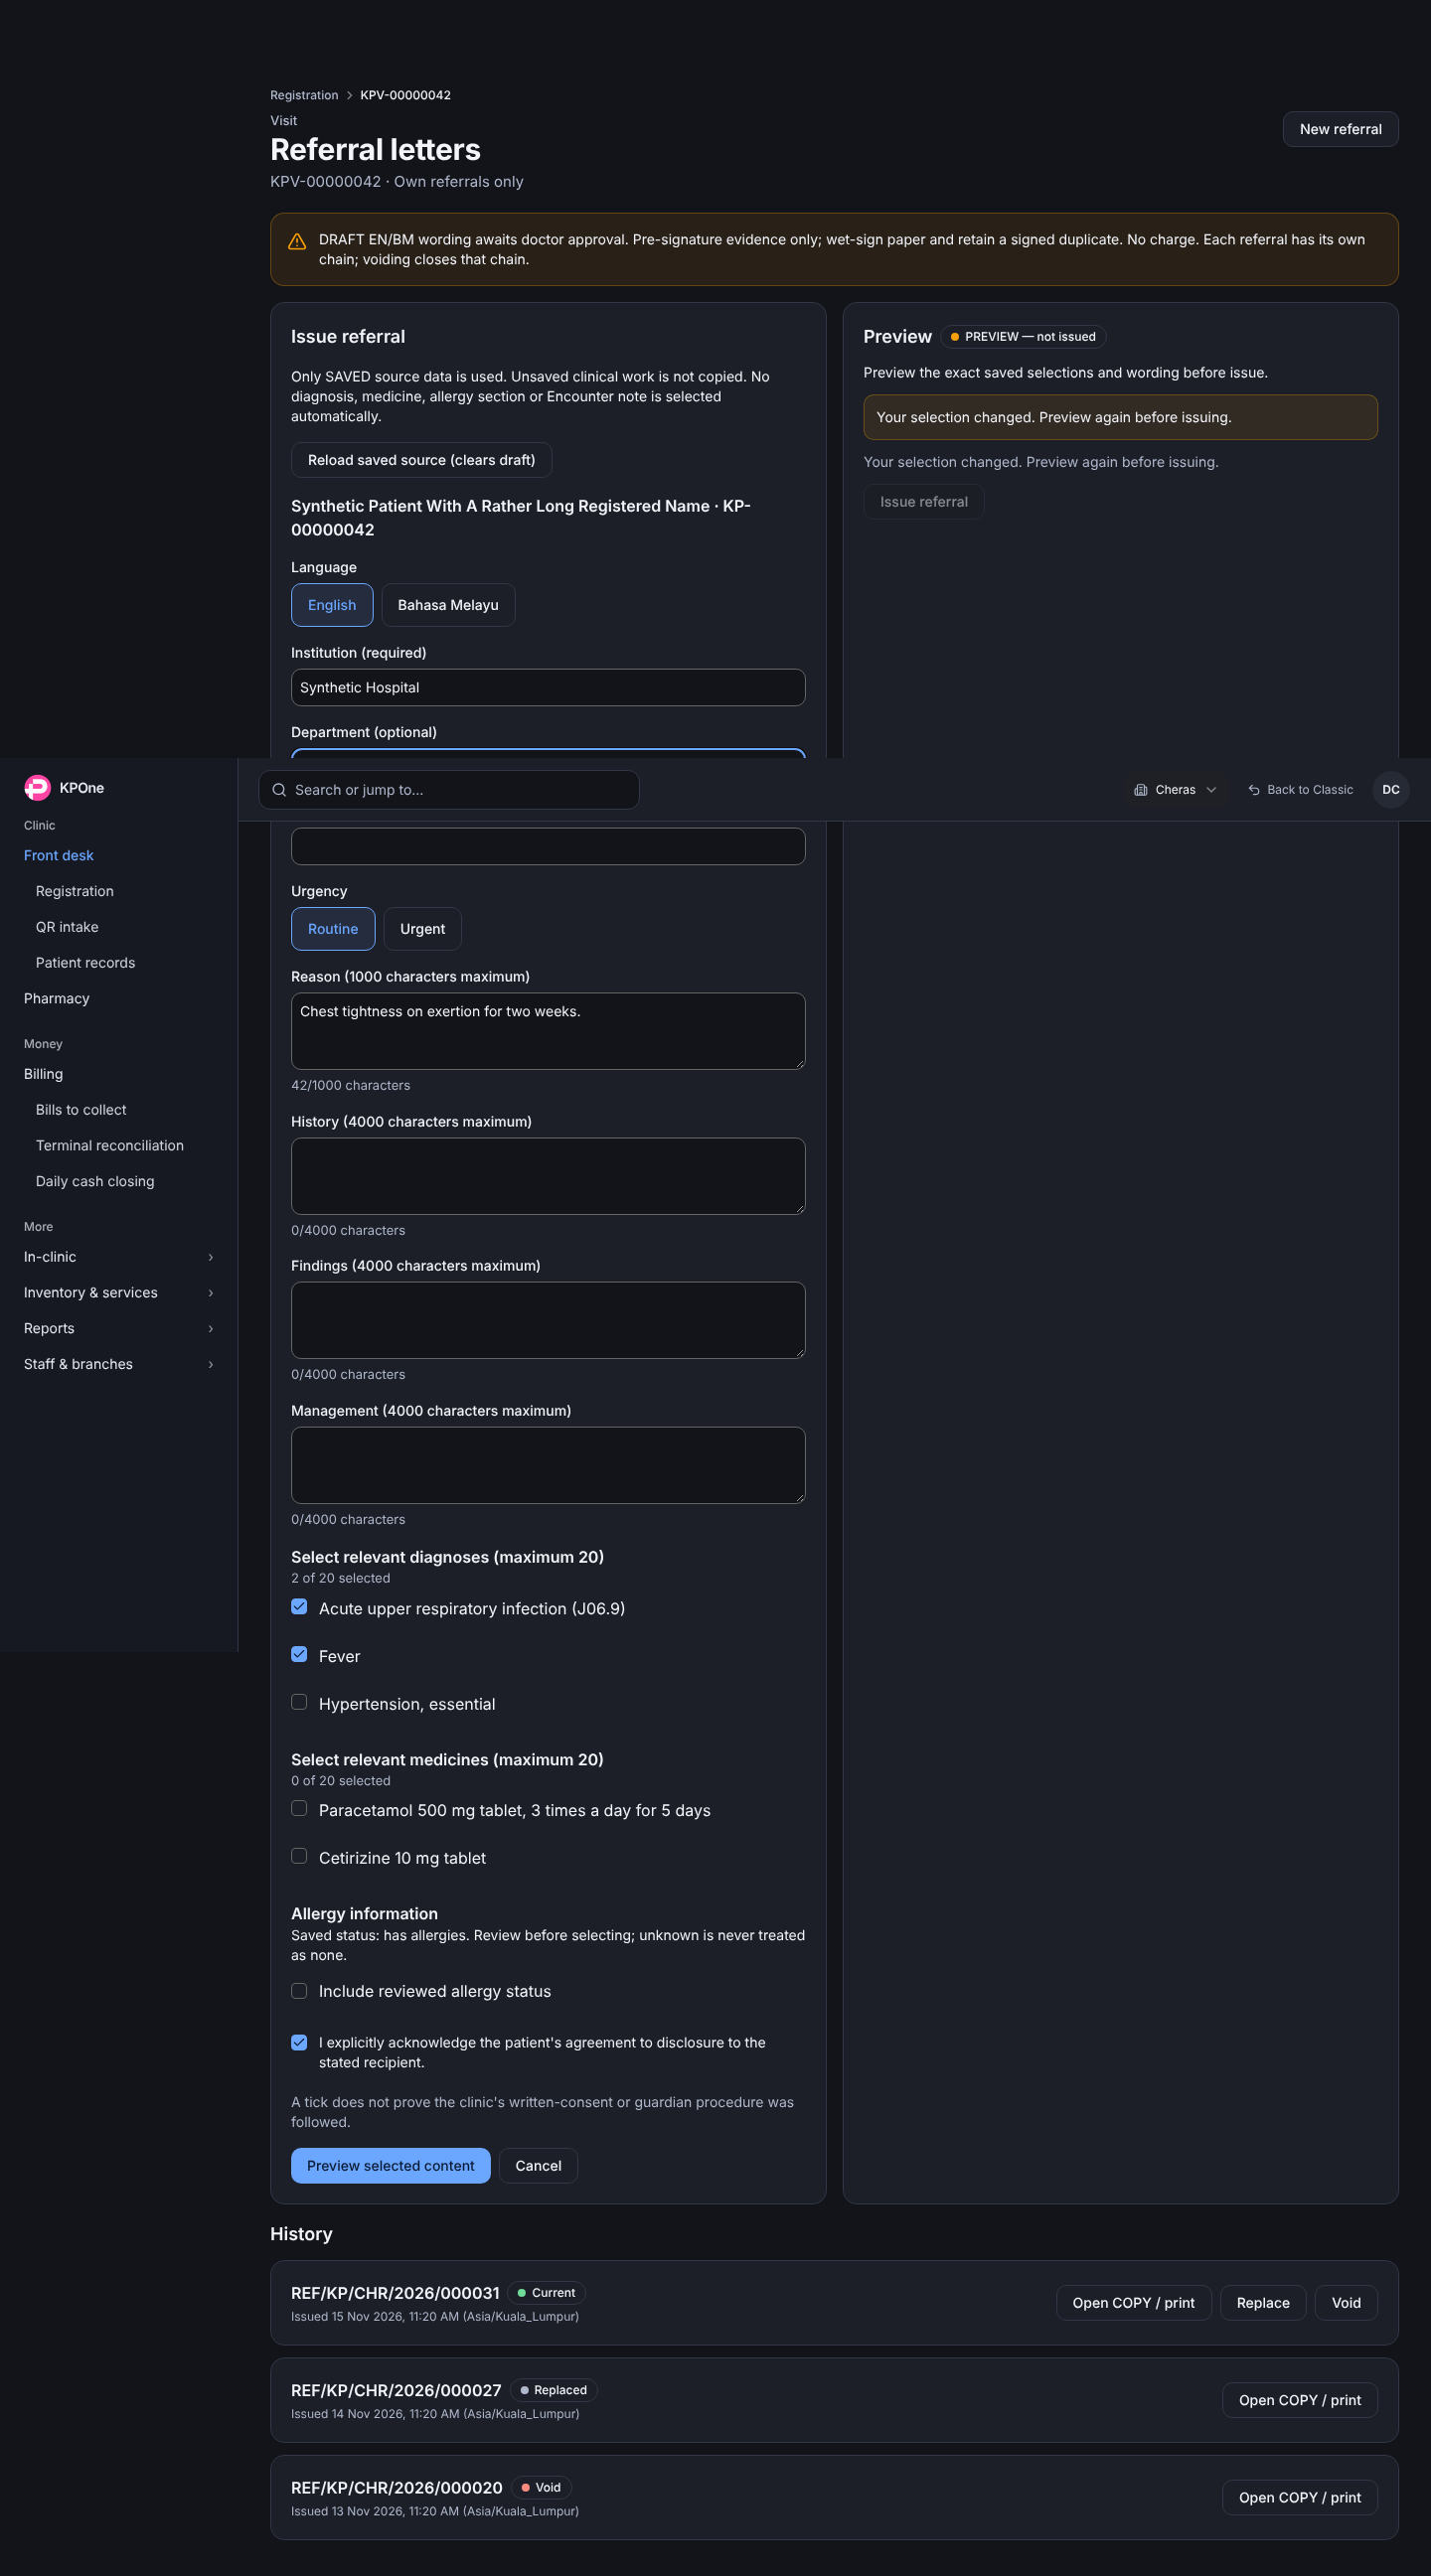 Registration > KPV-00000042
Visit
Referral letters
KPV-00000042 · Own referrals only
New referral
DRAFT EN/BM wording awaits doctor approval. Pre-signature evidence only; wet-sign paper and retain a signed duplicate. No charge. Each referral has its own
chain; voiding closes that chain.
Issue referral
Only SAVED source data is used. Unsaved clinical work is not copied. No
diagnosis, medicine, allergy section or Encounter note is selected
automatically.
Reload saved source (clears draft)
Synthetic Patient With A Rather Long Registered Name · KP-
00000042
Language
English
Bahasa Melayu
Institution (required)
Synthetic Hospital
Department (optional)
Preview
PREVIEW — not issued
Preview the exact saved selections and wording before issue.
Your selection changed. Preview again before issuing.
Your selection changed. Preview again before issuing.
Issue referral
KPOne
Search or jump to...
Cheras
Back to Classic
DC
Clinic
Front desk
Registration
QR intake
Patient records
Pharmacy
Money
Billing
Bills to collect
Terminal reconciliation
Daily cash closing
More
In-clinic
Inventory & services
Reports
Staff & branches
Urgency
Routine
Urgent
Reason (1000 characters maximum)
Chest tightness on exertion for two weeks.
42/1000 characters
History (4000 characters maximum)
0/4000 characters
Findings (4000 characters maximum)
0/4000 characters
Management (4000 characters maximum)
0/4000 characters
Select relevant diagnoses (maximum 20)
2 of 20 selected
Acute upper respiratory infection (J06.9)
Fever
Hypertension, essential
Select relevant medicines (maximum 20)
0 of 20 selected
Paracetamol 500 mg tablet, 3 times a day for 5 days
Cetirizine 10 mg tablet
Allergy information
Saved status: has allergies. Review before selecting; unknown is never treated
as none.
Include reviewed allergy status
I explicitly acknowledge the patient's agreement to disclosure to the
stated recipient.
A tick does not prove the clinic's written-consent or guardian procedure was
followed.
Preview selected content
Cancel
History
REF/KP/CHR/2026/000031
Current
Issued 15 Nov 2026, 11:20 AM (Asia/Kuala_Lumpur)
Open COPY / print
Replace
Void
REF/KP/CHR/2026/000027
Replaced
Issued 14 Nov 2026, 11:20 AM (Asia/Kuala_Lumpur)
Open COPY / print
REF/KP/CHR/2026/000020
Void
Issued 13 Nov 2026, 11:20 AM (Asia/Kuala_Lumpur)
Open COPY / print